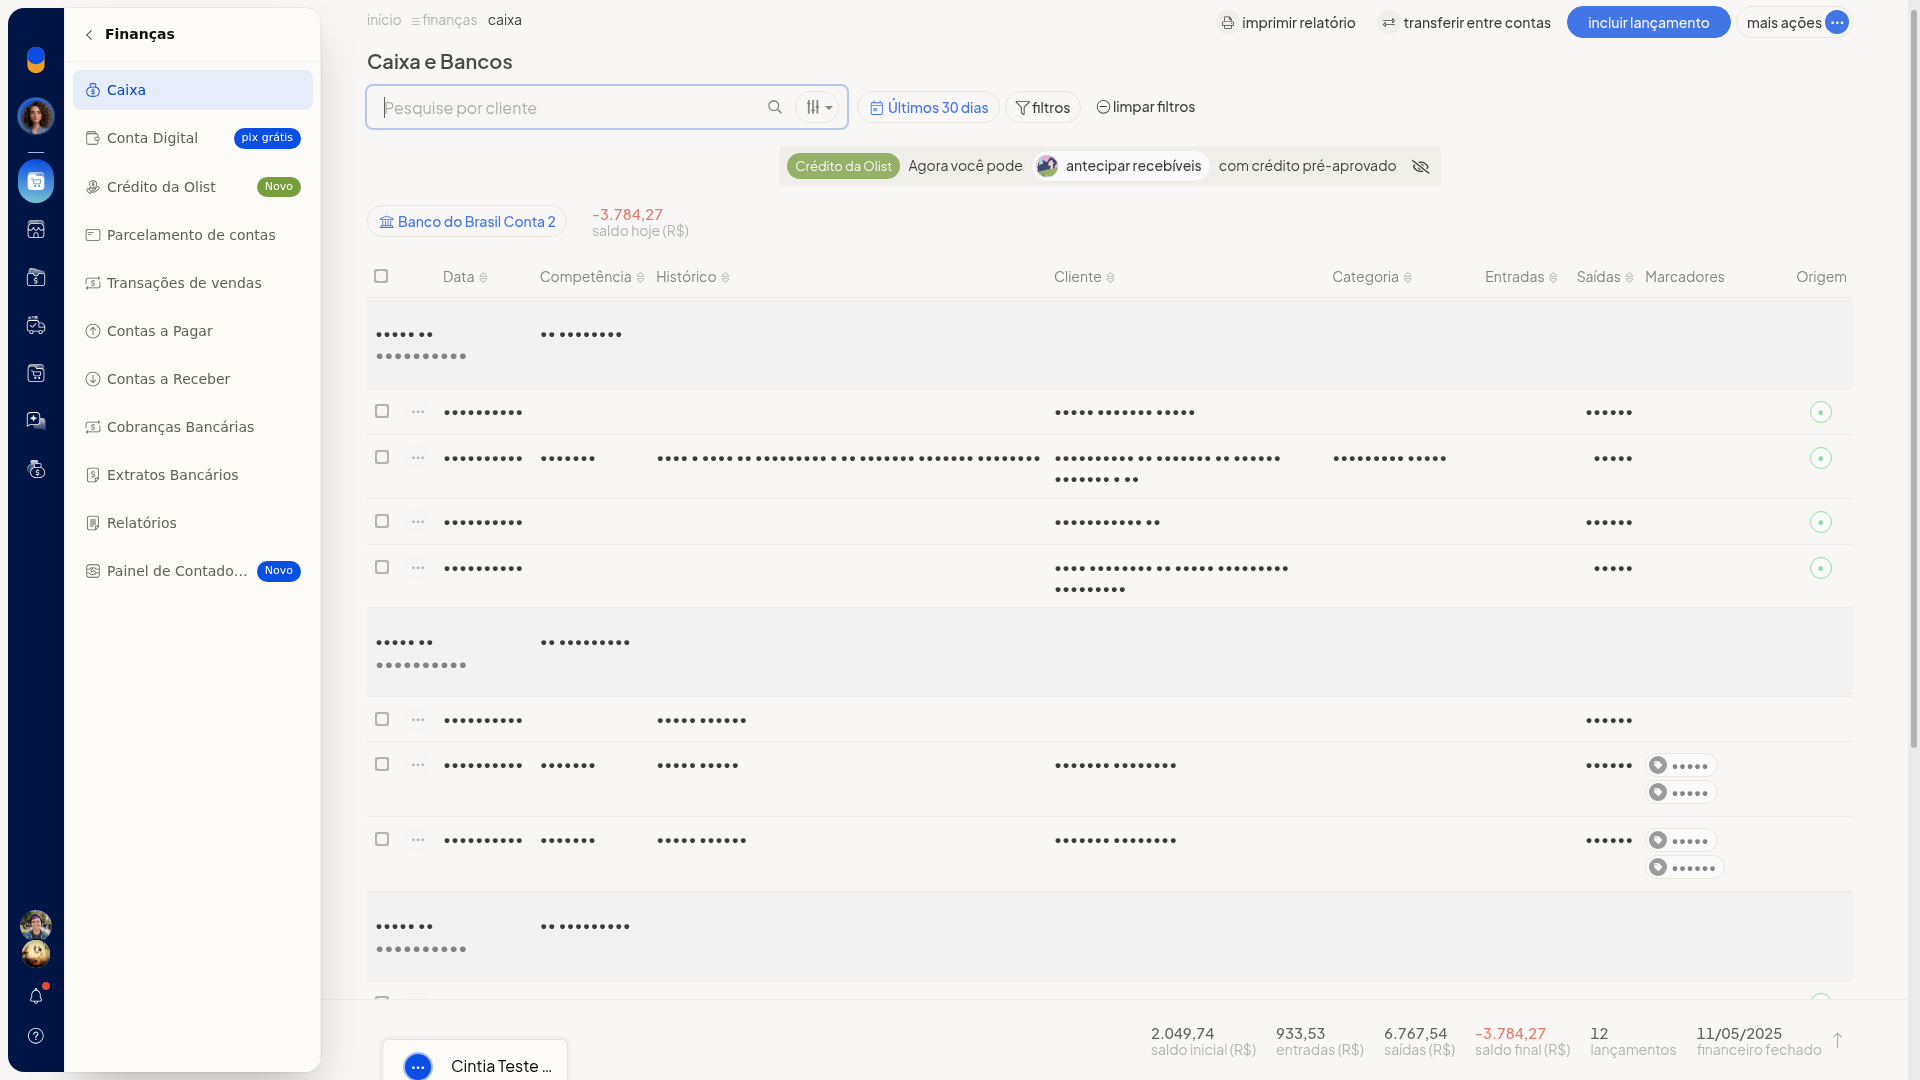 Finanças
Caixa
Conta Digital pix grátis
Crédito da Olist Novo
Parcelamento de contas
Transações de vendas
Contas a Pagar
Contas a Receber
Cobranças Bancárias
Extratos Bancários
Relatórios
Painel de Contado... Novo
início finanças caixa
imprimir relatório transferir entre contas incluir lançamento mais ações
Caixa e Bancos
Pesquise por cliente Últimos 30 dias filtros limpar filtros
Crédito da Olist Agora você pode antecipar recebíveis com crédito pré-aprovado
Banco do Brasil Conta 2
-3.784,27
saldo hoje (R$)
Data Competência Histórico Cliente Categoria Entradas Saídas Marcadores Origem
2.049,74 933,53 6.767,54 -3.784,27 12 11/05/2025
saldo inicial (R$) entradas (R$) saídas (R$) saldo final (R$) lançamentos financeiro fechado
Cintia Teste ...